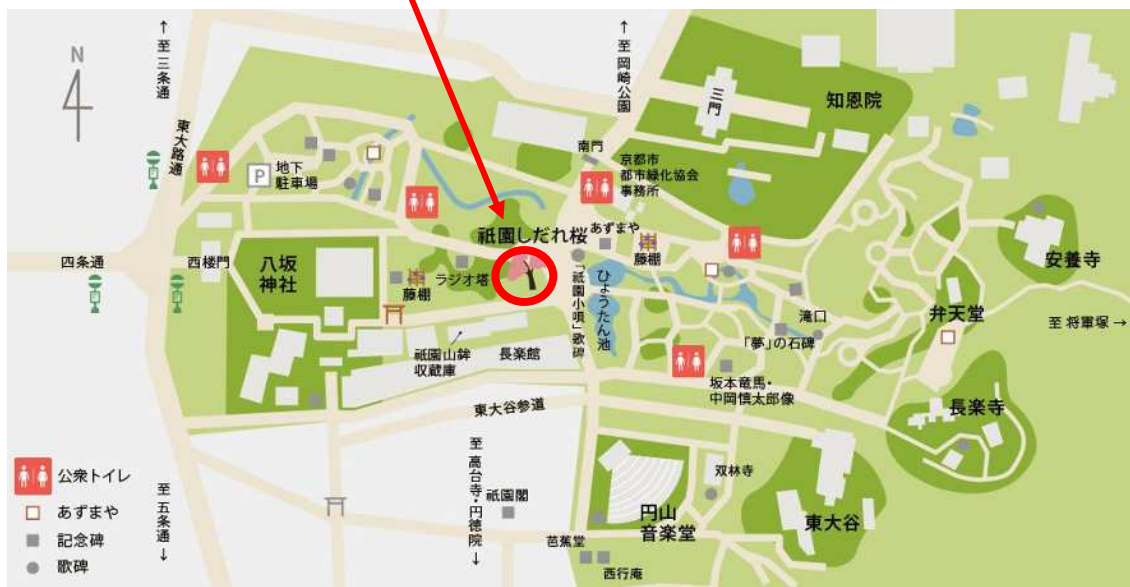 ← 至 三条通
← 至 岡崎公園
N
三門
知恩院
東大路通
南門
京都市
都市緑化協会
事務所
P
地下
駐車場
祇園しだれ桜
あずまや
藤棚
安養寺
四条通
西楼門
八坂
神社
ラジオ塔
藤棚
「祇園小唄」歌碑
ひょうたん池
滝口
弁天堂
至 将軍塚 →
「夢」の石碑
祇園山鉾
収蔵庫
長楽館
坂本竜馬・
中岡慎太郎像
東大谷参道
長楽寺
公衆トイレ
あずまや
記念碑
歌碑
至 五条通 →
至 高台寺・円徳院 →
祇園閣
双林寺
円山
音楽堂
東大谷
芭蕉堂
西行庵